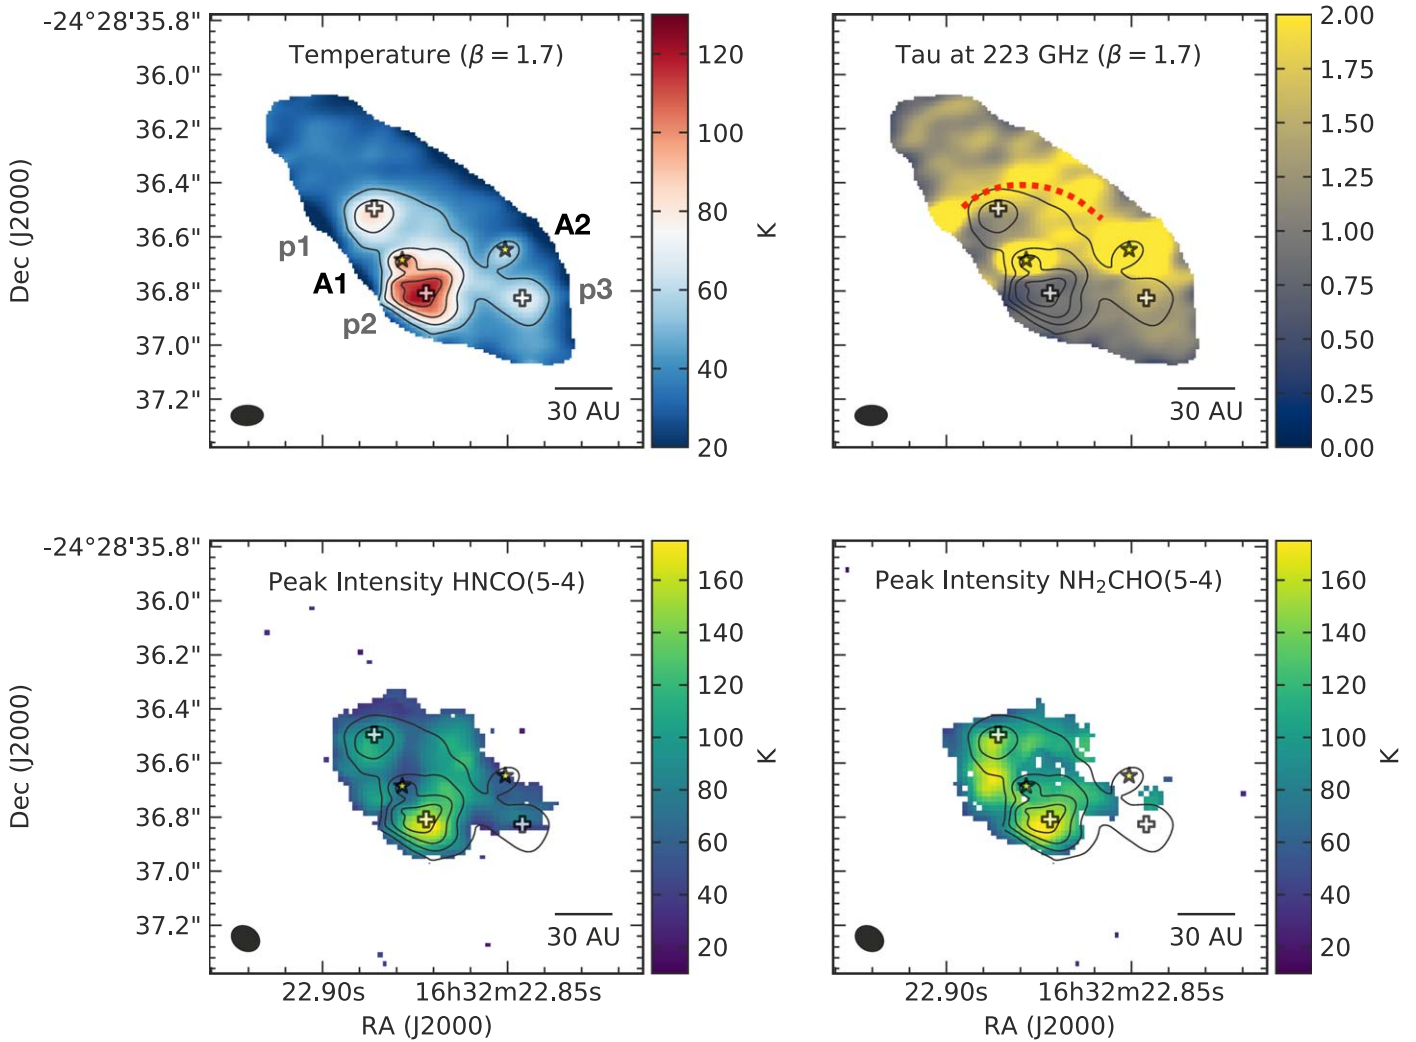 Temperature (β = 1.7)
-24°28'35.8"
36.0"
36.2"
36.4"
36.6"
36.8"
37.0"
37.2"
Dec (J2000)
p1
A1
p2
A2
p3
30 AU
120
100
80
60
40
20
K
Tau at 223 GHz (β = 1.7)
30 AU
2.00
1.75
1.50
1.25
1.00
0.75
0.50
0.25
0.00
Peak Intensity HNCO(5-4)
-24°28'35.8"
36.0"
36.2"
36.4"
36.6"
36.8"
37.0"
37.2"
Dec (J2000)
30 AU
22.90s
16h32m22.85s
RA (J2000)
160
140
120
100
80
60
40
20
K
Peak Intensity NH₂CHO(5-4)
30 AU
22.90s
16h32m22.85s
RA (J2000)
160
140
120
100
80
60
40
20
K